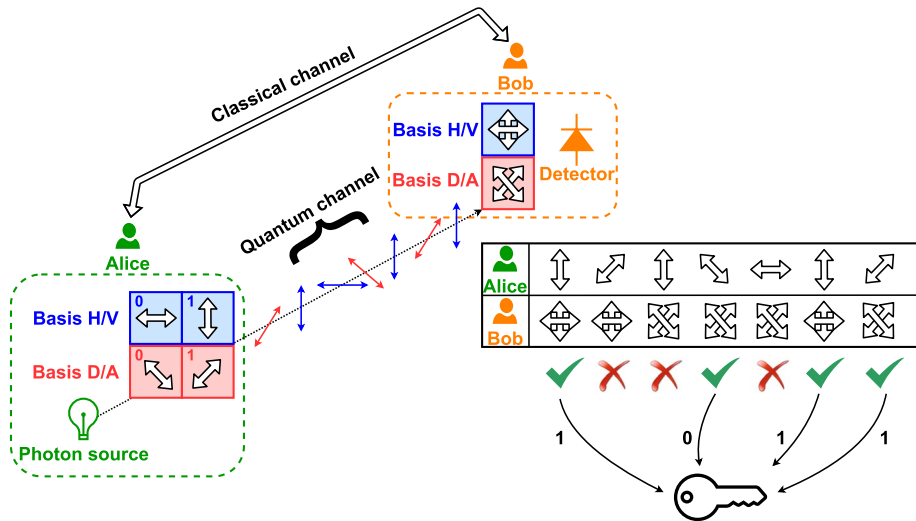 Classical channel
Bob
Basis H/V
Basis D/A
Detector
Quantum channel
Alice
Basis H/V
0
1
Basis D/A
0
1
Photon source
Alice
Bob
1
0
1
1